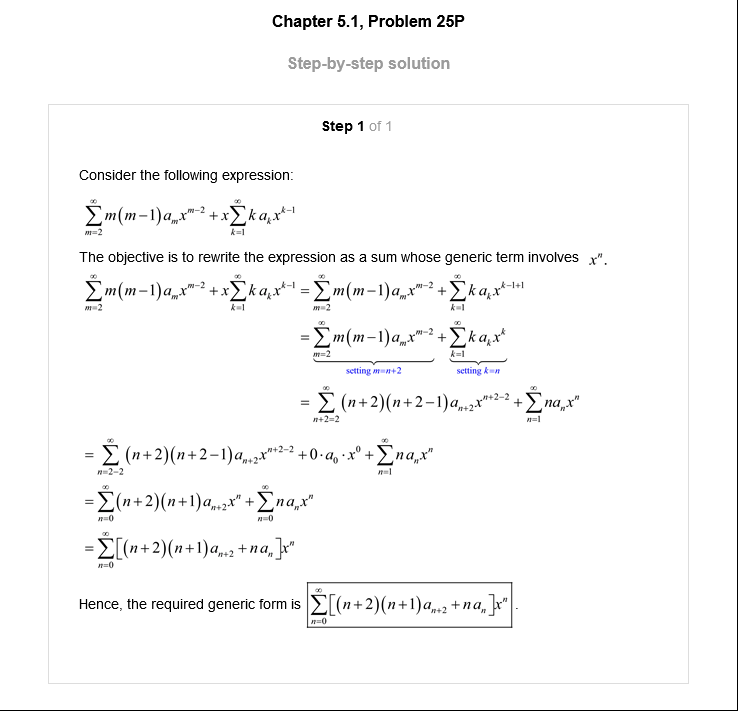 Chapter 5.1, Problem 25P
Step-by-step solution
Step 1 of 1
Consider the following expression:
$\sum_{m=2}^{\infty} m(m-1)a_m x^{m-2} + x\sum_{k=1}^{\infty} k a_k x^{k-1}$
The objective is to rewrite the expression as a sum whose generic term involves $x^n$.
$\sum_{m=2}^{\infty} m(m-1)a_m x^{m-2} + x\sum_{k=1}^{\infty} k a_k x^{k-1} = \sum_{m=2}^{\infty} m(m-1)a_m x^{m-2} + \sum_{k=1}^{\infty} k a_k x^{k-1+1}$
$= \underbrace{\sum_{m=2}^{\infty} m(m-1)a_m x^{m-2}}_{\text{setting } m=n+2} + \underbrace{\sum_{k=1}^{\infty} k a_k x^k}_{\text{setting } k=n}$
$= \sum_{n+2=2}^{\infty} (n+2)(n+2-1)a_{n+2} x^{n+2-2} + \sum_{n=1}^{\infty} n a_n x^n$
$= \sum_{n=2-2}^{\infty} (n+2)(n+2-1)a_{n+2} x^{n+2-2} + 0 \cdot a_0 \cdot x^0 + \sum_{n=1}^{\infty} n a_n x^n$
$= \sum_{n=0}^{\infty} (n+2)(n+1)a_{n+2} x^n + \sum_{n=0}^{\infty} n a_n x^n$
$= \sum_{n=0}^{\infty} [(n+2)(n+1)a_{n+2} + n a_n] x^n$
Hence, the required generic form is $\boxed{\sum_{n=0}^{\infty} [(n+2)(n+1)a_{n+2} + n a_n] x^n}$.